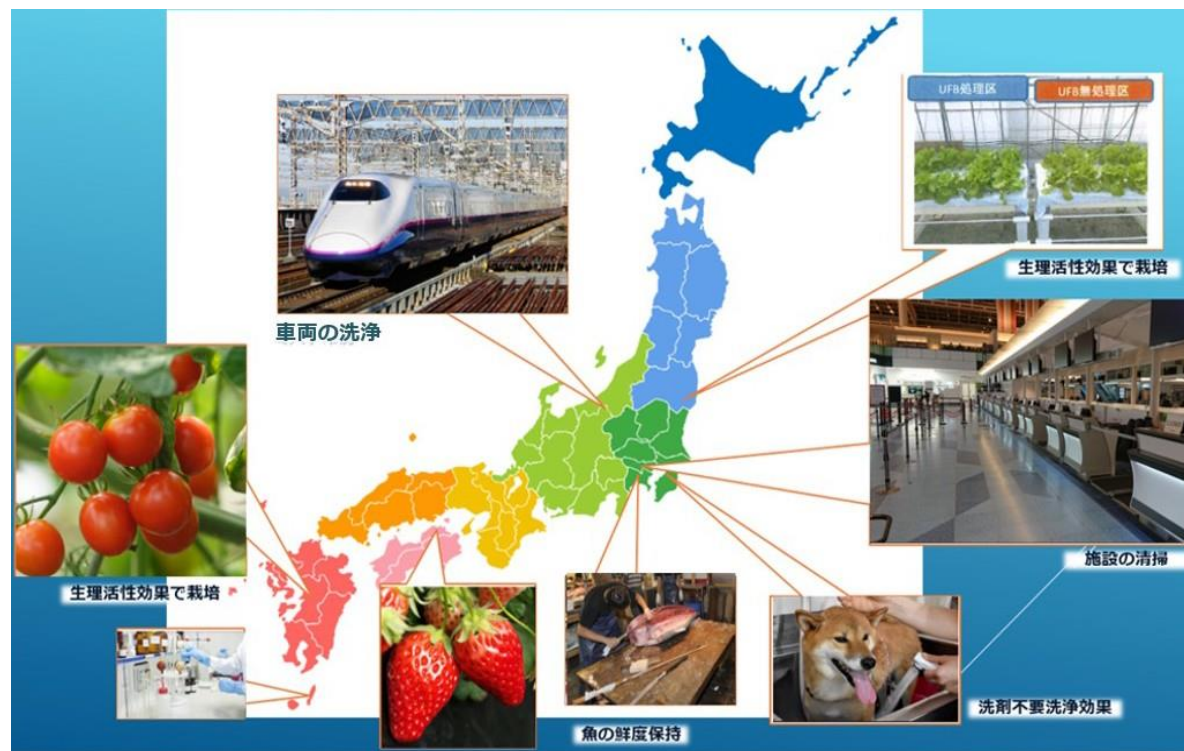 UFB処理区
UFB無処理区
生理活性効果で栽培
車両の洗浄
施設の清掃
生理活性効果で栽培
魚の鮮度保持
洗剤不要洗浄効果